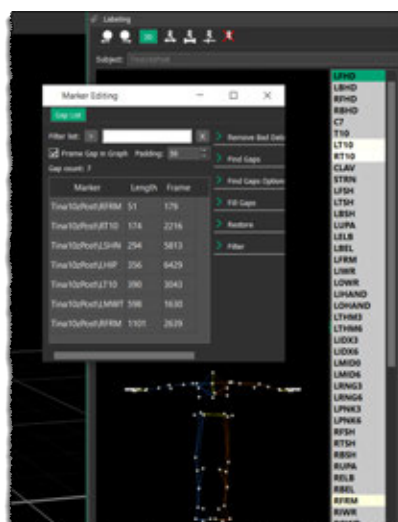 Labeling
Subject:
Marker Editing
Gap List
Filter list:
Frame Gap in Graph Padding:
Gap count: 7
Marker Length Frame
Tina10zPost\RFRM 51 179
Tina10zPost\RT10 174 2216
Tina10zPost\LSHN 294 5813
Tina10zPost\LHIP 356 6429
Tina10zPost\LT10 390 3043
Tina10zPost\LMWT 598 1630
Tina10zPost\RFRM 1101 2639
Remove Bad Data
Find Gaps
Find Gaps Option
Fill Gaps
Restore
Filter
LFHD
LBHD
RFHD
RBHD
C7
T10
LT10
RT10
CLAV
STRN
LFSH
LTSH
LBSH
LUPA
LELB
LBEL
LFRM
LIWR
LOWR
LIHAND
LOHAND
LTHM3
LTHM6
LIDX3
LIDX6
LMID0
LMID6
LRNG3
LRNG6
LPNK3
LPNK6
RFSH
RTSH
RBSH
RUPA
RELB
RBEL
RFRM
RIWR